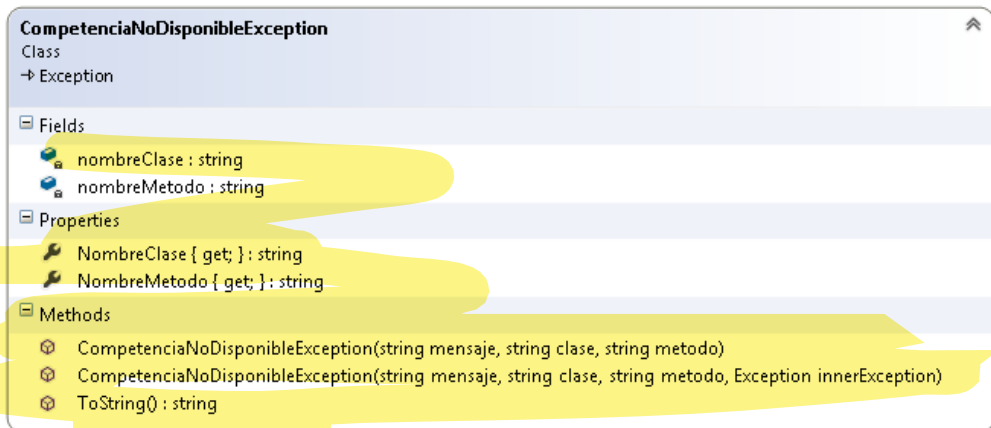 CompetenciaNoDisponibleException
Class
Exception
Fields
nombreClase : string
nombreMetodo : string
Properties
NombreClase { get; } : string
NombreMetodo { get; } : string
Methods
CompetenciaNoDisponibleException(string mensaje, string clase, string metodo)
CompetenciaNoDisponibleException(string mensaje, string clase, string metodo, Exception innerException)
ToString() : string